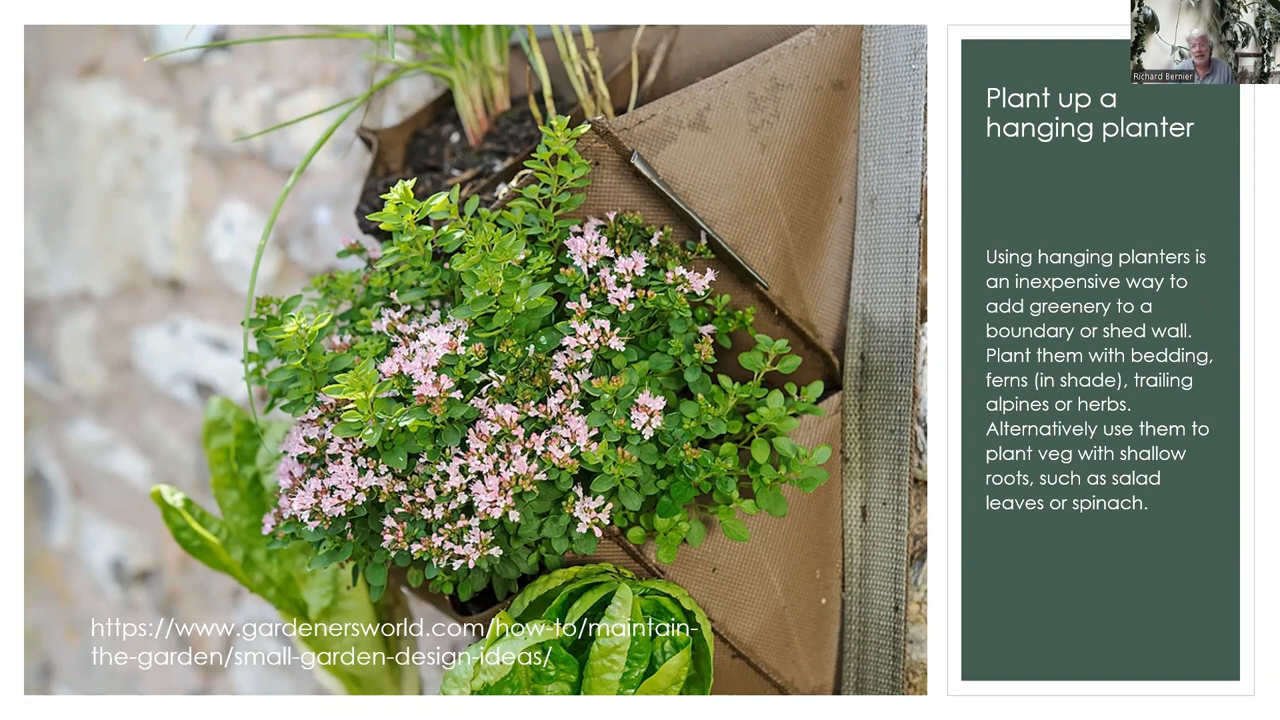 Richard Bernier
Plant up a
hanging planter
Using hanging planters is
an inexpensive way to
add greenery to a
boundary or shed wall.
Plant them with bedding,
ferns (in shade), trailing
alpines or herbs.
Alternatively use them to
plant veg with shallow
roots, such as salad
leaves or spinach.
https://www.gardenersworld.com/how-to/maintain-
the-garden/small-garden-design-ideas/